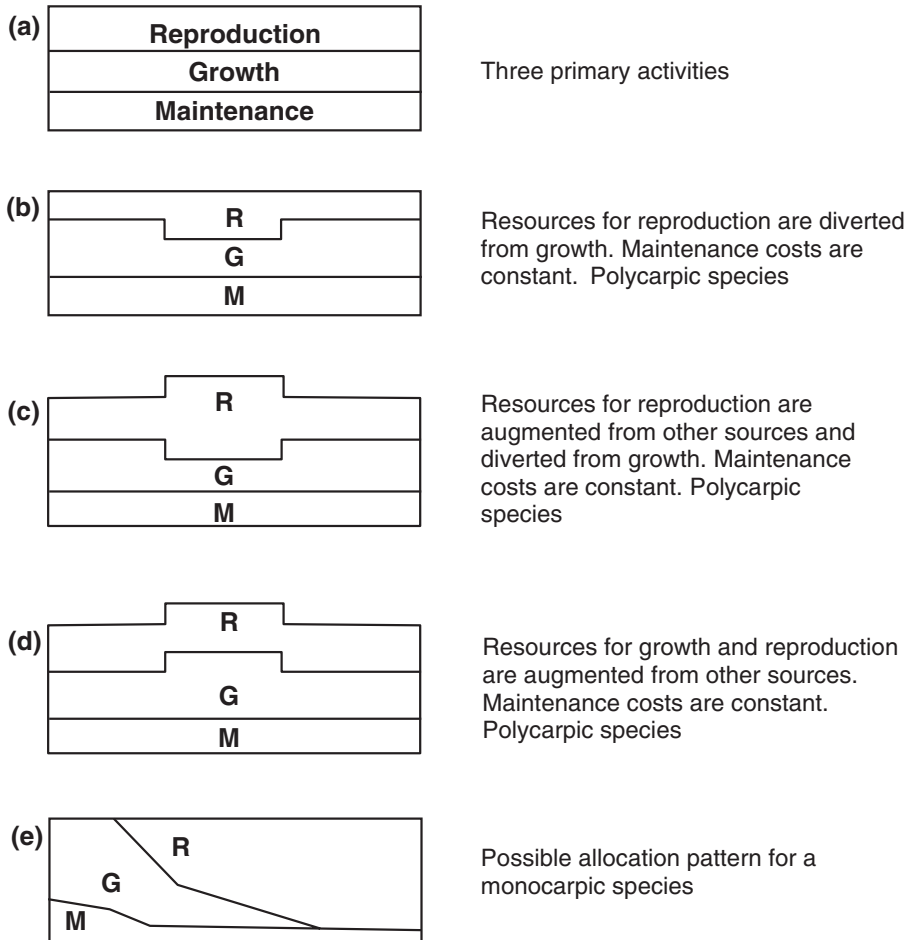 (a)
Reproduction
Growth
Maintenance
Three primary activities
(b)
R
G
M
Resources for reproduction are diverted
from growth. Maintenance costs are
constant. Polycarpic species
(c)
R
G
M
Resources for reproduction are
augmented from other sources and
diverted from growth. Maintenance
costs are constant. Polycarpic
species
(d)
R
G
M
Resources for growth and reproduction
are augmented from other sources.
Maintenance costs are constant.
Polycarpic species
(e)
R
G
M
Possible allocation pattern for a
monocarpic species